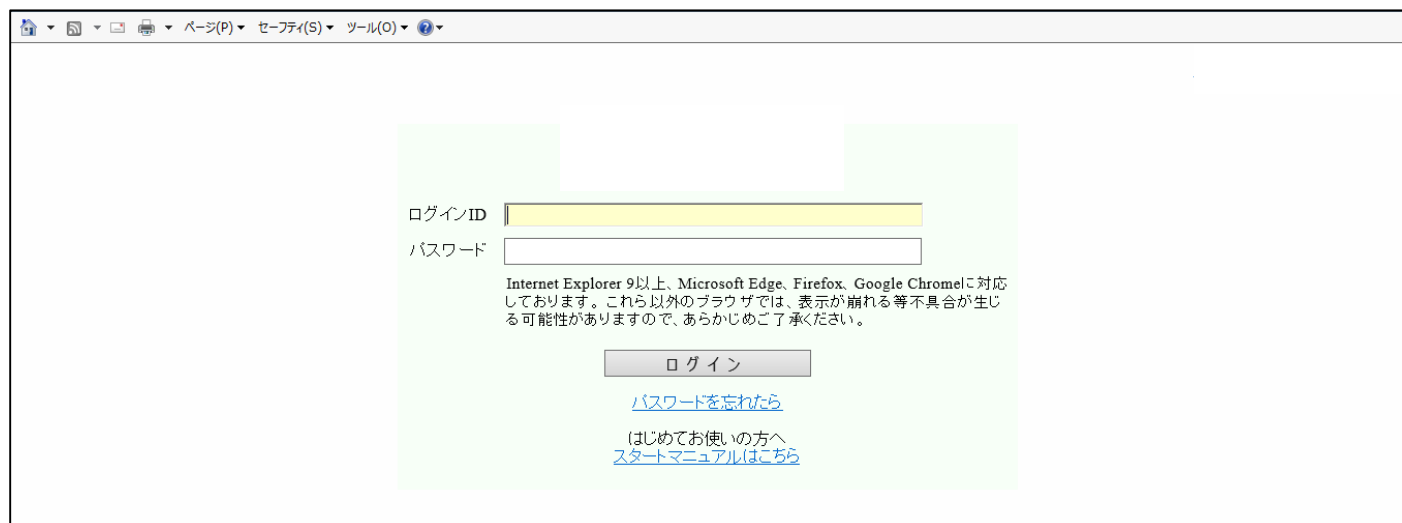 ページ(P) セーフティ(S) ツール(O)
ログインID
パスワード
Internet Explorer 9以上、Microsoft Edge、Firefox、Google Chromeに対応
しております。これら以外のブラウザでは、表示が崩れる等不具合が生じ
る可能性がありますので、あらかじめご了承ください。
ログイン
パスワードを忘れたら
はじめてお使いの方へ
スタートマニュアルはこちら